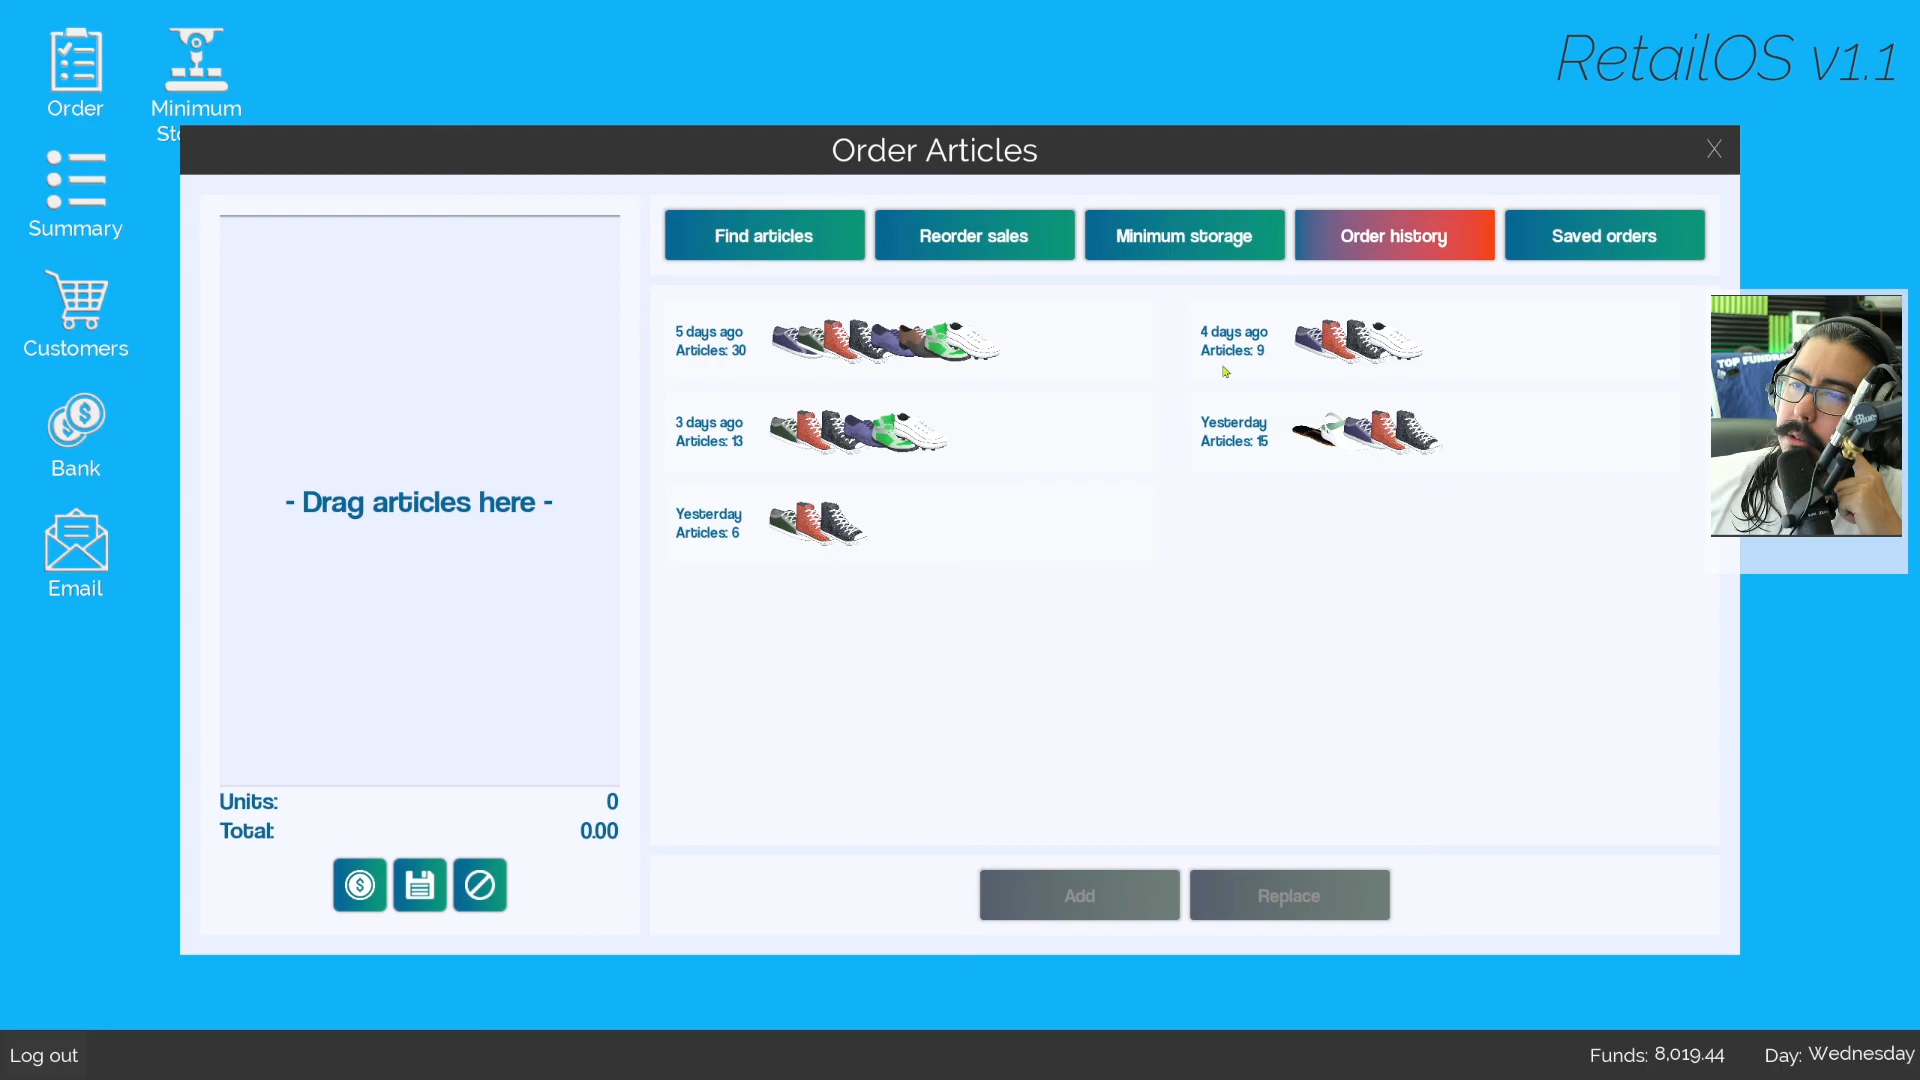 RetailOS v1.1
Order
Minimum
Summary
Customers
Bank
Email
Order Articles
X
Find articles
Reorder sales
Minimum storage
Order history
Saved orders
- Drag articles here -
5 days ago
Articles: 30
4 days ago
Articles: 9
3 days ago
Articles: 13
Yesterday
Articles: 15
Yesterday
Articles: 6
Units: 0
Total: 0.00
Add
Replace
TOP FUNDRAI
Blue
Log out
Funds: 8,019.44
Day: Wednesday